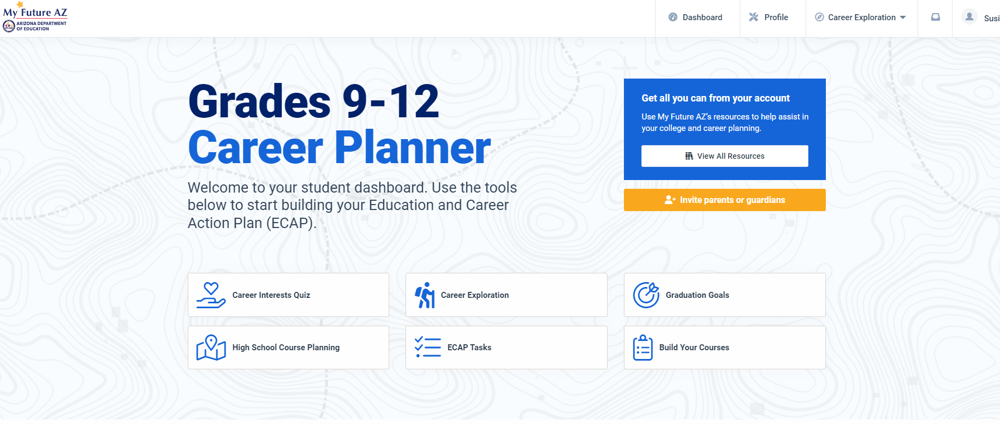 My Future AZ
ARIZONA DEPARTMENT
OF EDUCATION
Dashboard
Profile
Career Exploration
Susi
Grades 9-12
Career Planner
Welcome to your student dashboard. Use the tools
below to start building your Education and Career
Action Plan (ECAP).
Get all you can from your account
Use My Future AZ's resources to help assist in
your college and career planning.
View All Resources
Invite parents or guardians
Career Interests Quiz
Career Exploration
Graduation Goals
High School Course Planning
ECAP Tasks
Build Your Courses